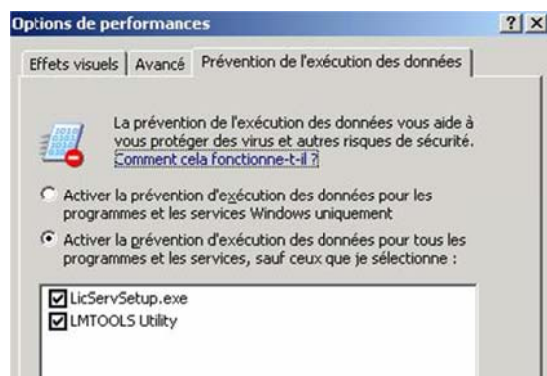 Options de performances
Effets visuels
Avancé
Prévention de l'exécution des données
La prévention de l'exécution des données vous aide à
vous protéger des virus et autres risques de sécurité.
Comment cela fonctionne-t-il ?
Activer la prévention d'exécution des données pour les
programmes et les services Windows uniquement
Activer la prévention d'exécution des données pour tous les
programmes et les services, sauf ceux que je sélectionne :
LicServSetup.exe
LMTOOLS Utility